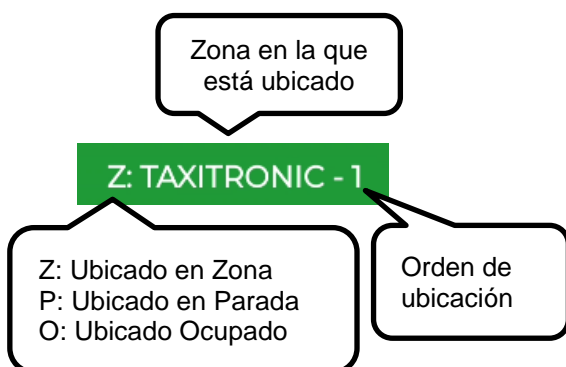 Zona en la que
está ubicado
Z: TAXITRONIC - 1
Z: Ubicado en Zona
P: Ubicado en Parada
O: Ubicado Ocupado
Orden de
ubicación